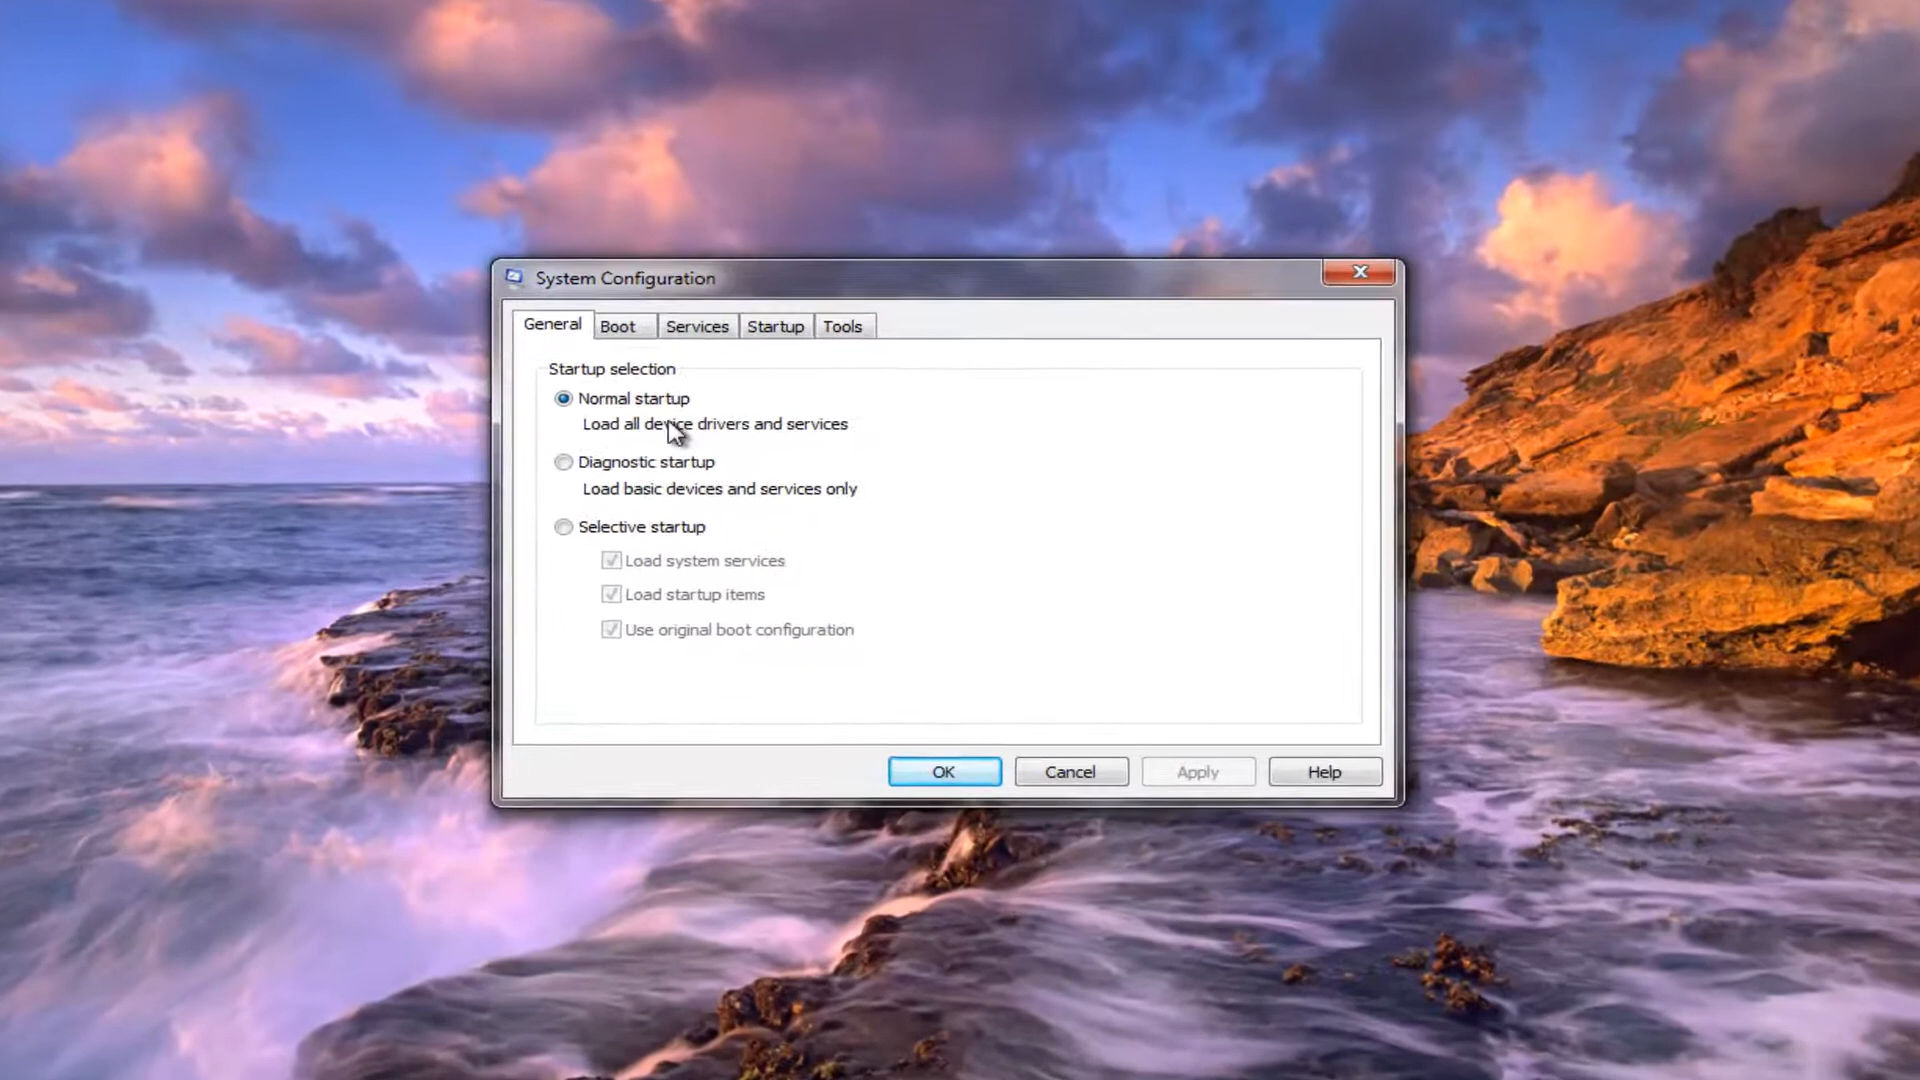 System Configuration
General Boot Services Startup Tools
Startup selection
Normal startup
Load all device drivers and services
Diagnostic startup
Load basic devices and services only
Selective startup
Load system services
Load startup items
Use original boot configuration
OK Cancel Apply Help